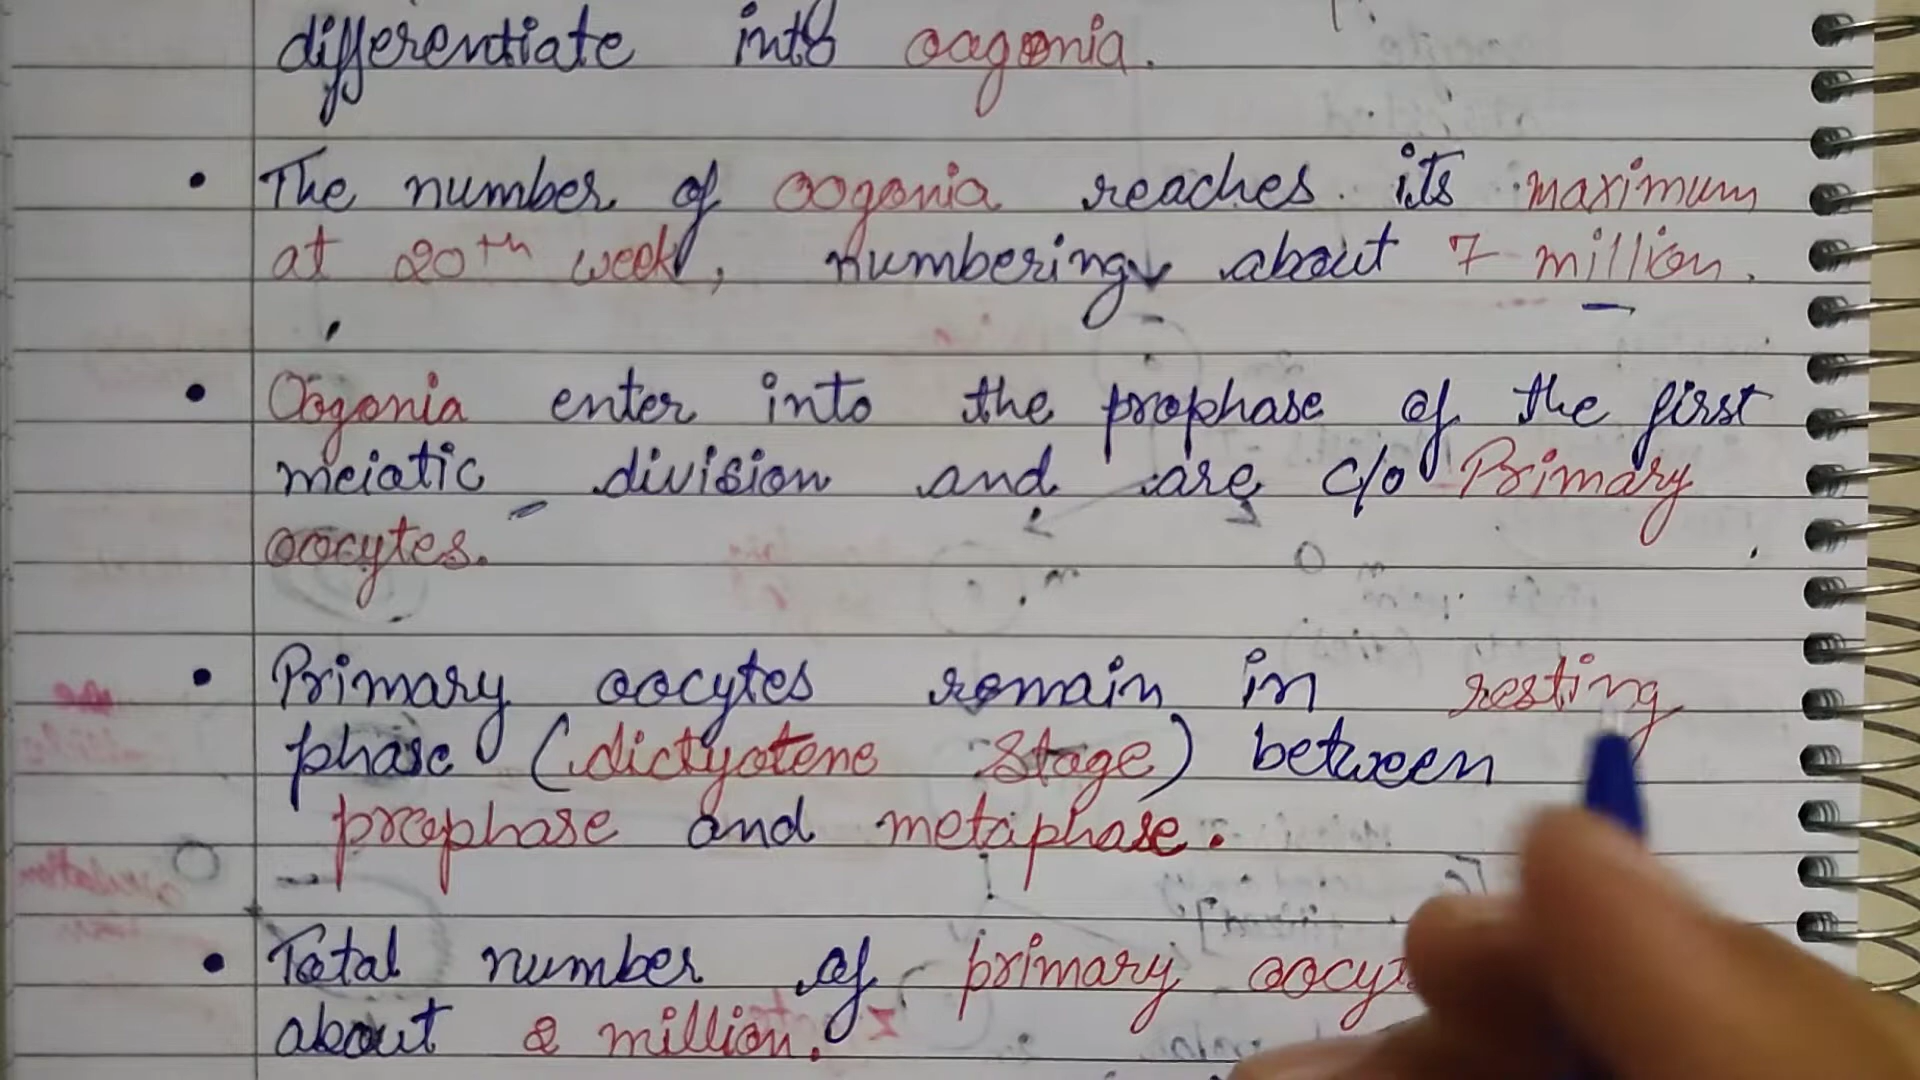 differentiate into oogonia.
• The number of oogonia reaches its maximum
at 20th week, numbering about 7 million.
• Oogonia enter into the prophase of the first
meiotic division and are c/o Primary
oocytes.
• Primary oocytes remain in resting
phase (dictyotene stage) between
prophase and metaphase.
• Total number of primary
about 2 million.